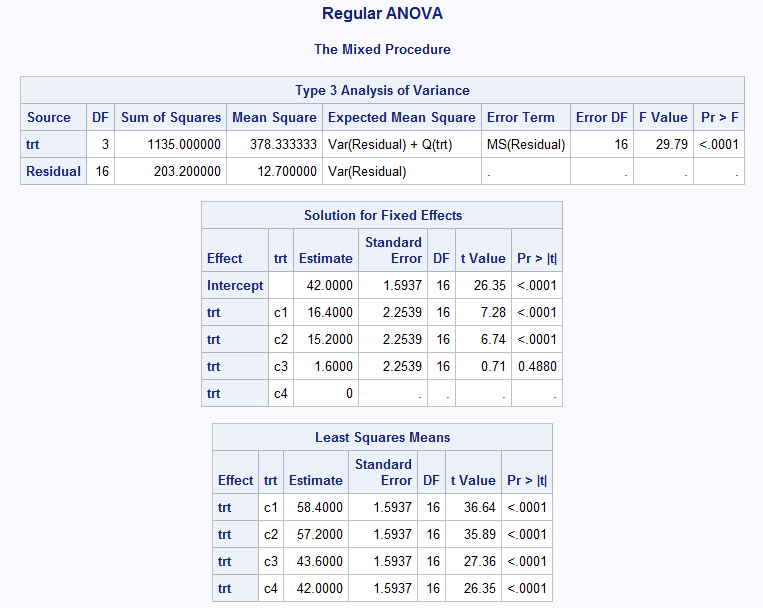 Regular ANOVA
The Mixed Procedure
Type 3 Analysis of Variance
Source DF Sum of Squares Mean Square Expected Mean Square Error Term Error DF F Value Pr > F
trt 3 1135.000000 378.333333 Var(Residual) + Q(trt) MS(Residual) 16 29.79 <.0001
Residual 16 203.200000 12.700000 Var(Residual) . . . .
Solution for Fixed Effects
Effect trt Estimate Standard Error DF t Value Pr > |t|
Intercept 42.0000 1.5937 16 26.35 <.0001
trt c1 16.4000 2.2539 16 7.28 <.0001
trt c2 15.2000 2.2539 16 6.74 <.0001
trt c3 1.6000 2.2539 16 0.71 0.4880
trt c4 0 . . . .
Least Squares Means
Effect trt Estimate Standard Error DF t Value Pr > |t|
trt c1 58.4000 1.5937 16 36.64 <.0001
trt c2 57.2000 1.5937 16 35.89 <.0001
trt c3 43.6000 1.5937 16 27.36 <.0001
trt c4 42.0000 1.5937 16 26.35 <.0001